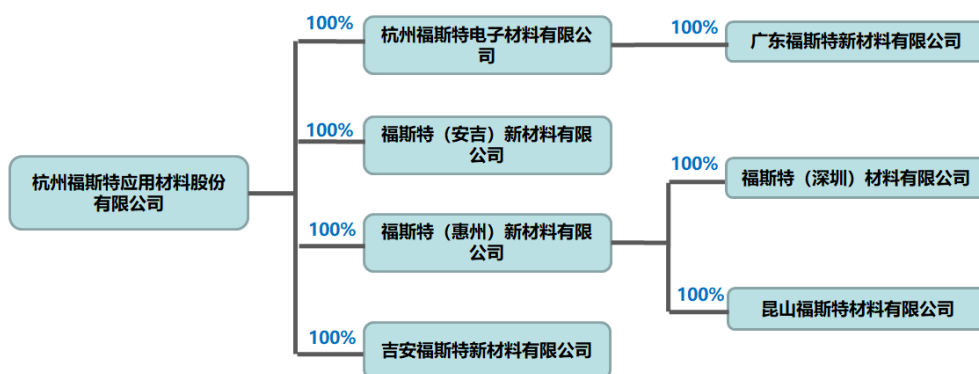 100%
杭州福斯特电子材料有限公
司
100%
广东福斯特新材料有限公司
100%
福斯特（安吉）新材料有限
公司
杭州福斯特应用材料股份
有限公司
100%
福斯特（惠州）新材料有限
公司
100%
福斯特（深圳）材料有限公司
100%
昆山福斯特材料有限公司
100%
吉安福斯特新材料有限公司